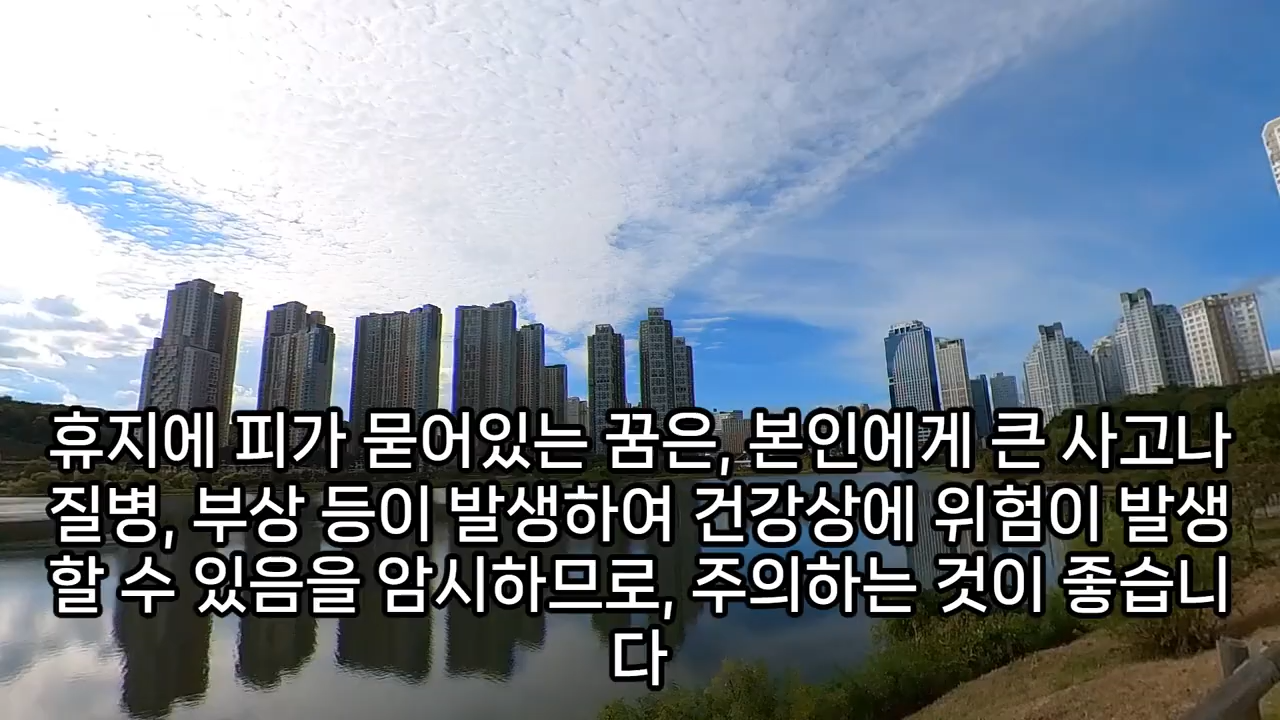 휴지에 피가 묻어있는 꿈은, 본인에게 큰 사고나
질병, 부상 등이 발생하여 건강상에 위험이 발생
할 수 있음을 암시하므로, 주의하는 것이 좋습니
다